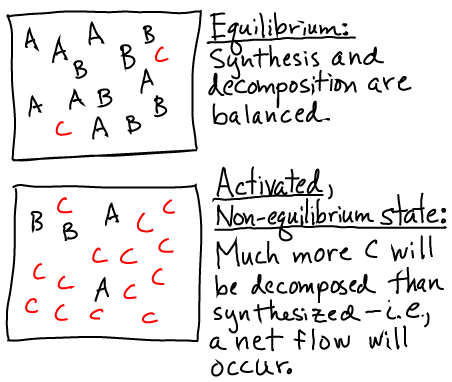 A A A B
B B C
A
A A B B
C A B
Equilibrium:
Synthesis and
decomposition are
balanced.
B C A C C
B
C C C
C C A C C
C C C C
Activated,
Non-equilibrium state:
Much more C will
be decomposed than
synthesized – i.e.,
a net flow will
occur.